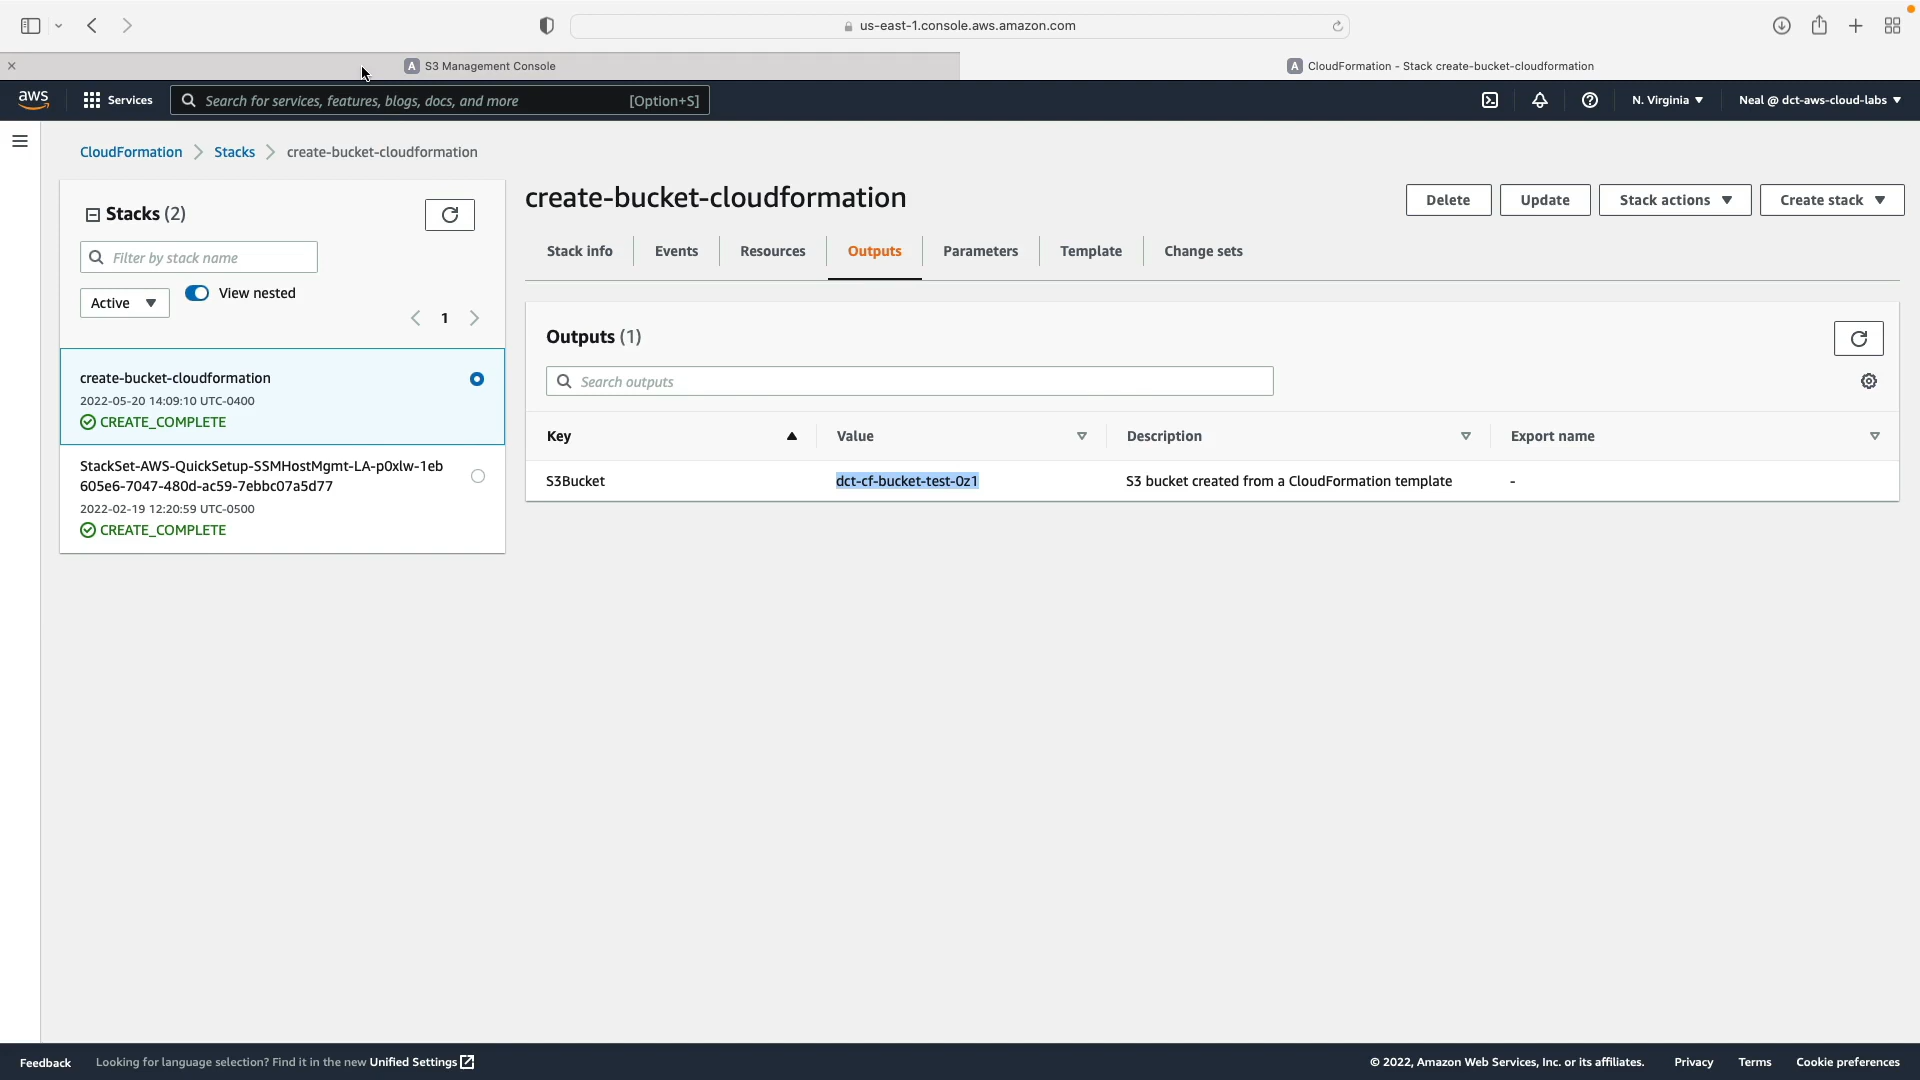 us-east-1.console.aws.amazon.com
A S3 Management Console
A CloudFormation - Stack create-bucket-cloudformation
aws
Services
Search for services, features, blogs, docs, and more [Option+S]
N. Virginia
Neal @ dct-aws-cloud-labs
CloudFormation > Stacks > create-bucket-cloudformation
Stacks (2)
Filter by stack name
Active
View nested
1
create-bucket-cloudformation
2022-05-20 14:09:10 UTC-0400
CREATE_COMPLETE
StackSet-AWS-QuickSetup-SSMHostMgmt-LA-p0xlw-1eb
605e6-7047-480d-ac59-7ebbc07a5d77
2022-02-19 12:20:59 UTC-0500
CREATE_COMPLETE
create-bucket-cloudformation
Delete
Update
Stack actions
Create stack
Stack info
Events
Resources
Outputs
Parameters
Template
Change sets
Outputs (1)
Search outputs
Key Value Description Export name
S3Bucket dct-cf-bucket-test-0z1 S3 bucket created from a CloudFormation template -
Feedback
Looking for language selection? Find it in the new Unified Settings
© 2022, Amazon Web Services, Inc. or its affiliates.
Privacy
Terms
Cookie preferences